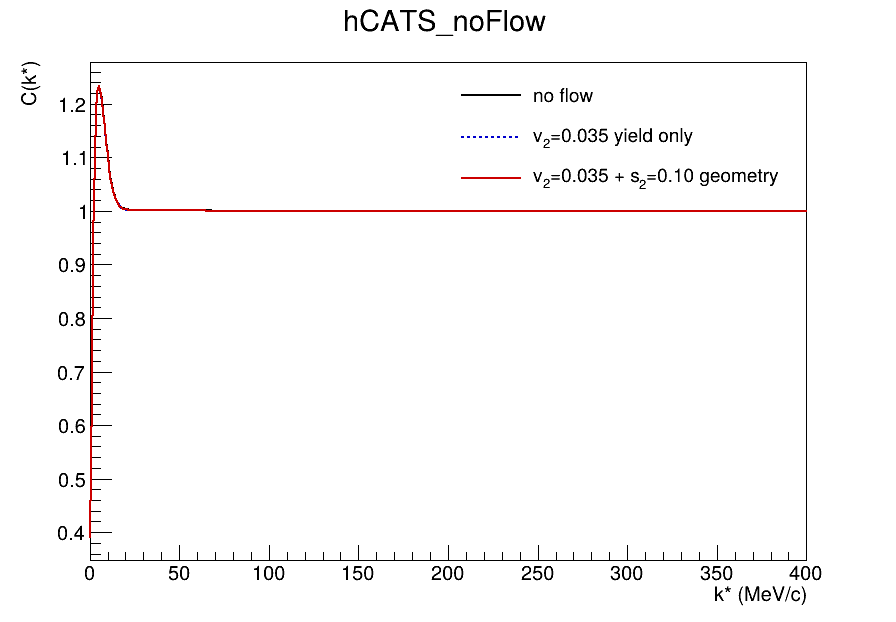 hCATS_noFlow
C(k*)
no flow
v2=0.035 yield only
v2=0.035 + s2=0.10 geometry
1.2
1.1
1
0.9
0.8
0.7
0.6
0.5
0.4
0 50 100 150 200 250 300 350 400
k* (MeV/c)